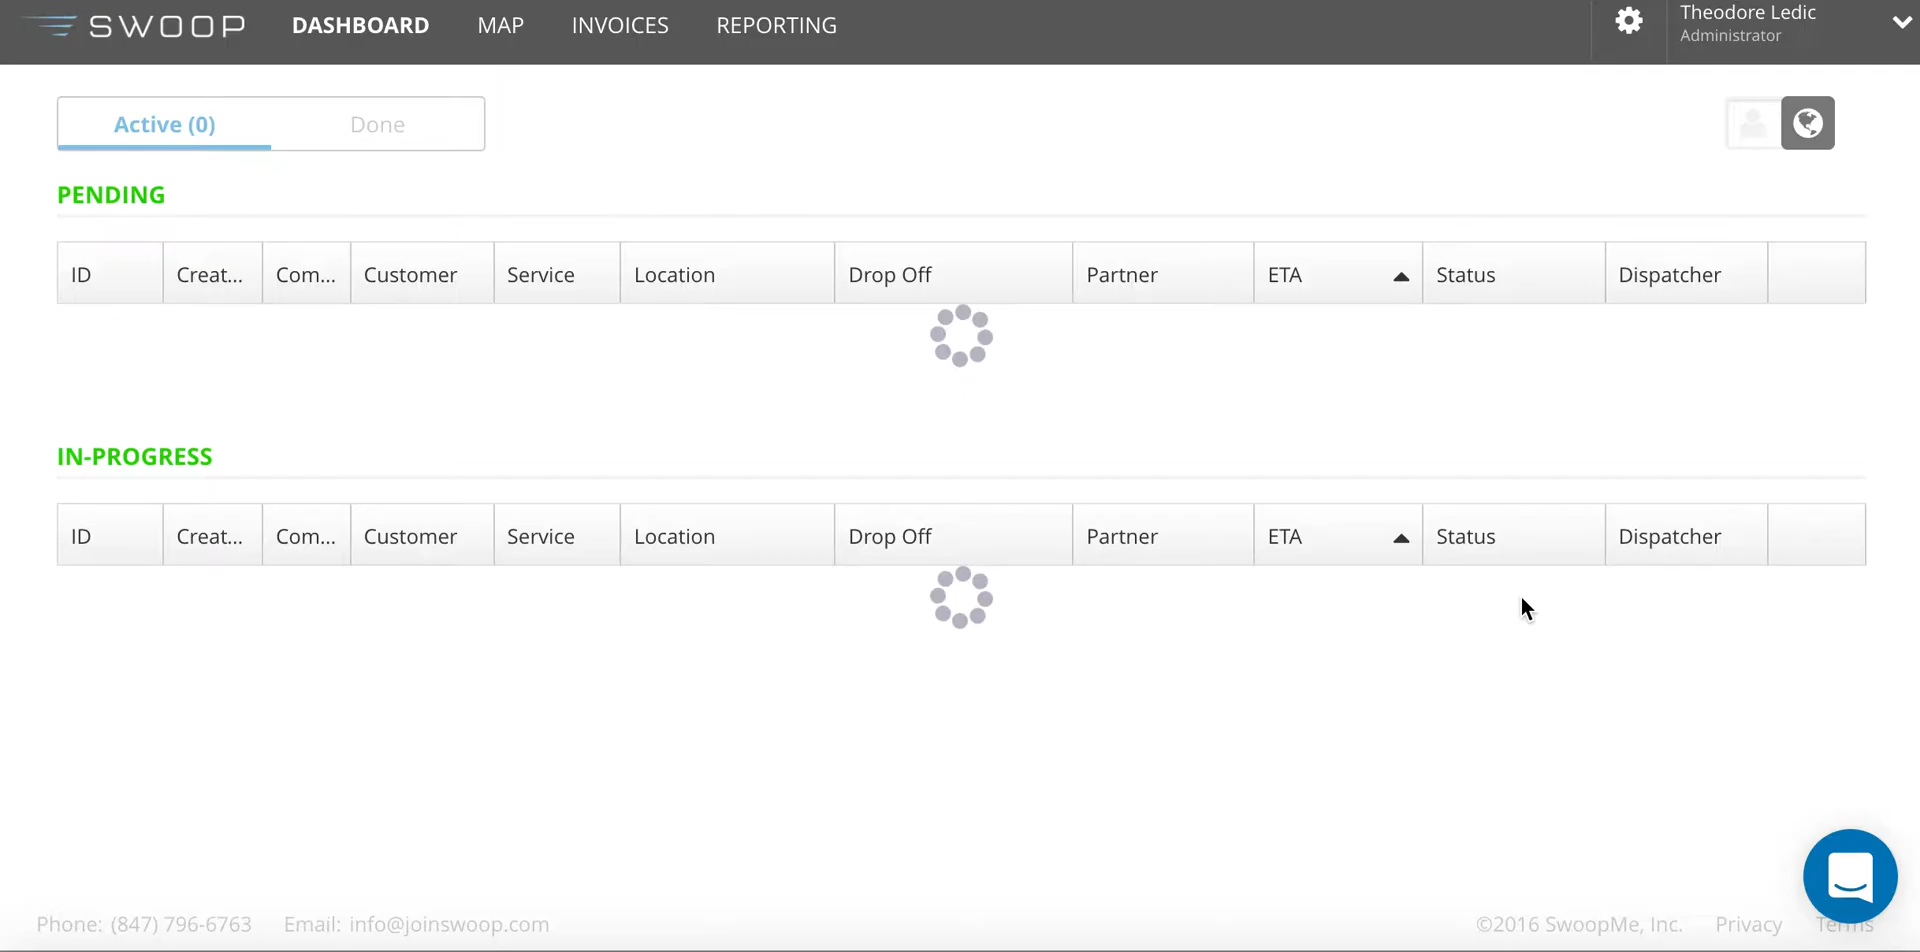 SWOOP DASHBOARD MAP INVOICES REPORTING Theodore Ledic
Administrator
Active (0) Done
PENDING
ID Creat... Com... Customer Service Location Drop Off Partner ETA Status Dispatcher
IN-PROGRESS
ID Creat... Com... Customer Service Location Drop Off Partner ETA Status Dispatcher
Phone: (847) 796-6763 Email: info@joinswoop.com ©2016 SwoopMe, Inc. Privacy Terms